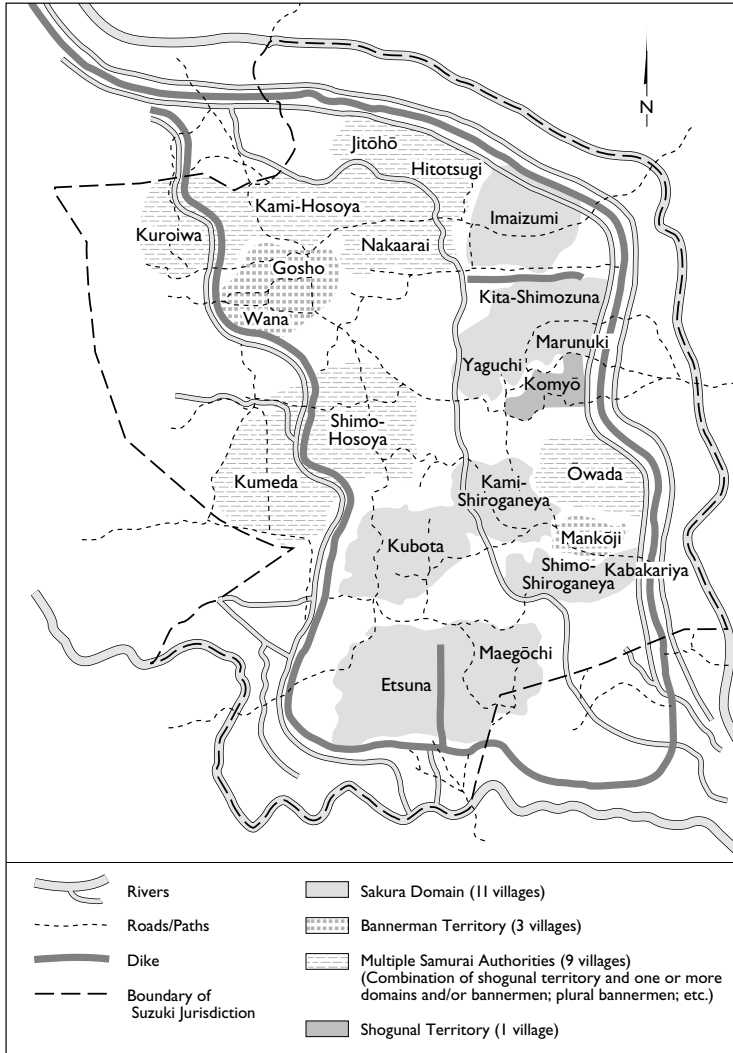 N
Jitōhō
Hitotsugi
Imaizumi
Kami-Hosoya
Kuroiwa
Nakaarai
Gosho
Kita-Shimozuna
Wana
Marunuki
Yaguchi
Komyō
Shimo-
Hosoya
Ōwada
Kami-
Shiroganeya
Kumeda
Mankōji
Kubota
Shimo-
Shiroganeya
Kabakariya
Maegōchi
Etsuna
Rivers
Roads/Paths
Dike
Boundary of
Suzuki Jurisdiction
Sakura Domain (11 villages)
Bannerman Territory (3 villages)
Multiple Samurai Authorities (9 villages)
(Combination of shogunal territory and one or more
domains and/or bannermen; plural bannermen; etc.)
Shogunal Territory (1 village)